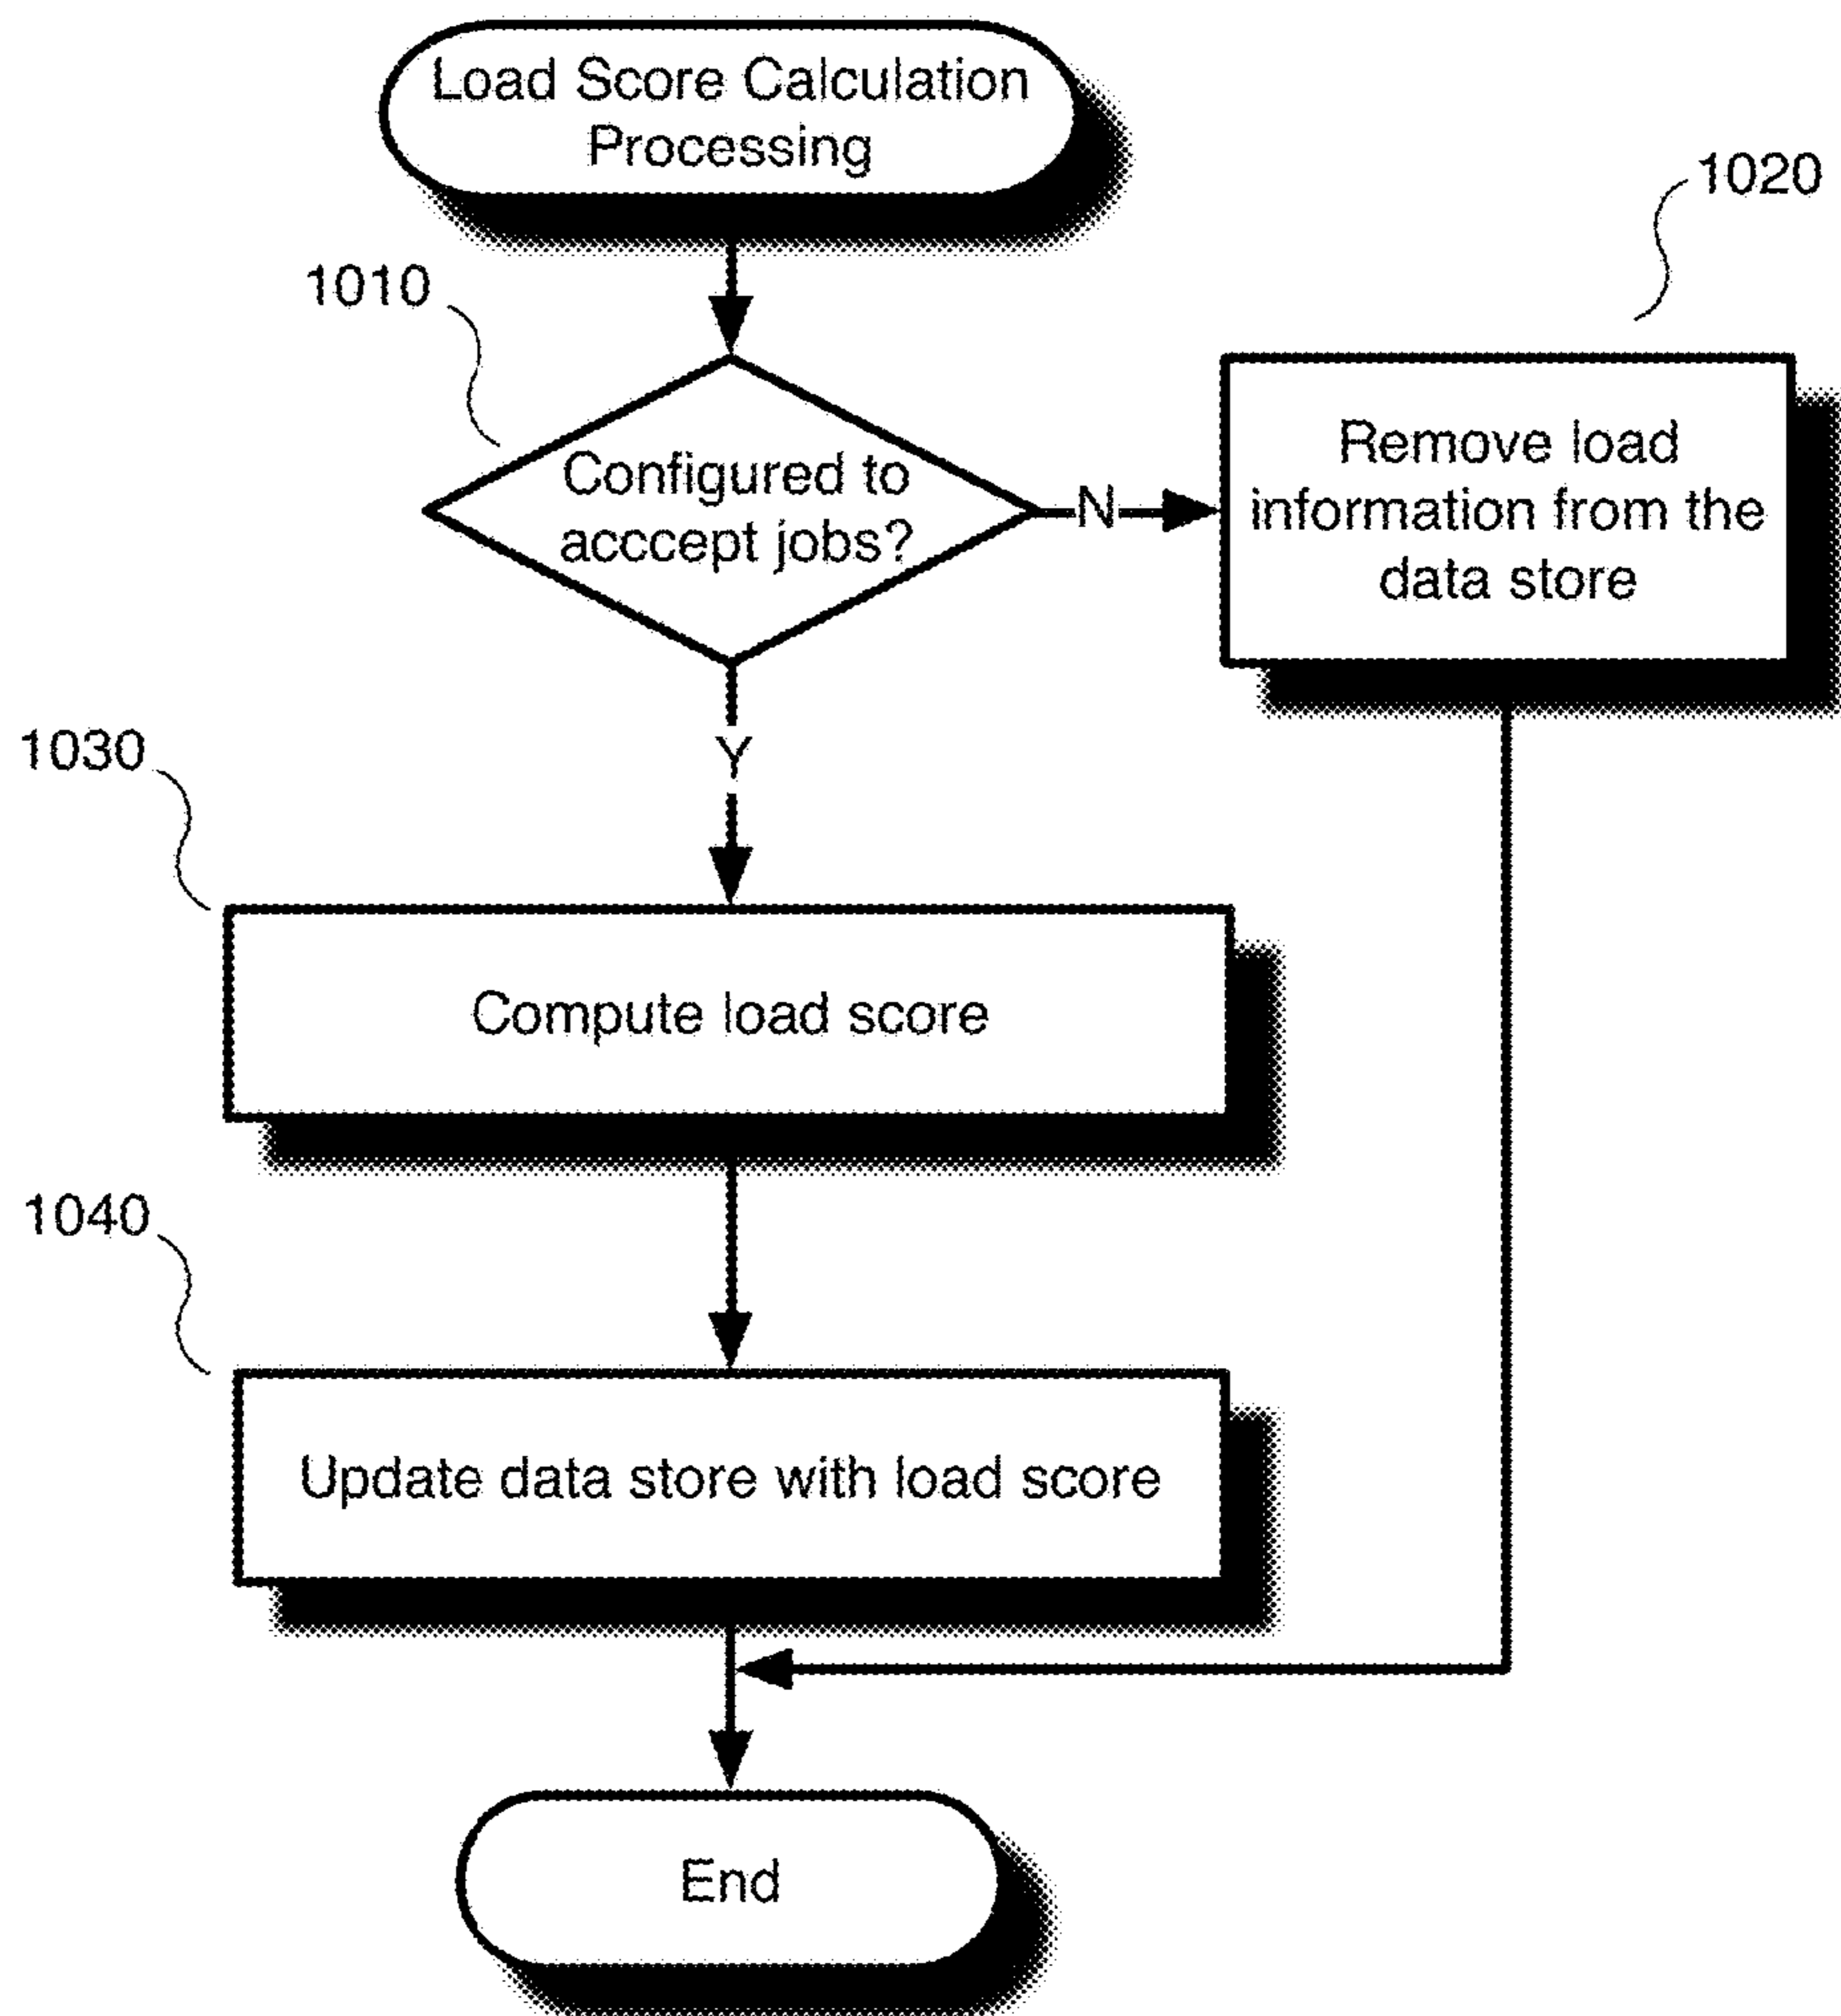 Load Score Calculation
Processing
1020
1010
Configured to
acccept jobs?
N
Remove load
information from the
data store
Y
1030
Compute load score
1040
Update data store with load score
End